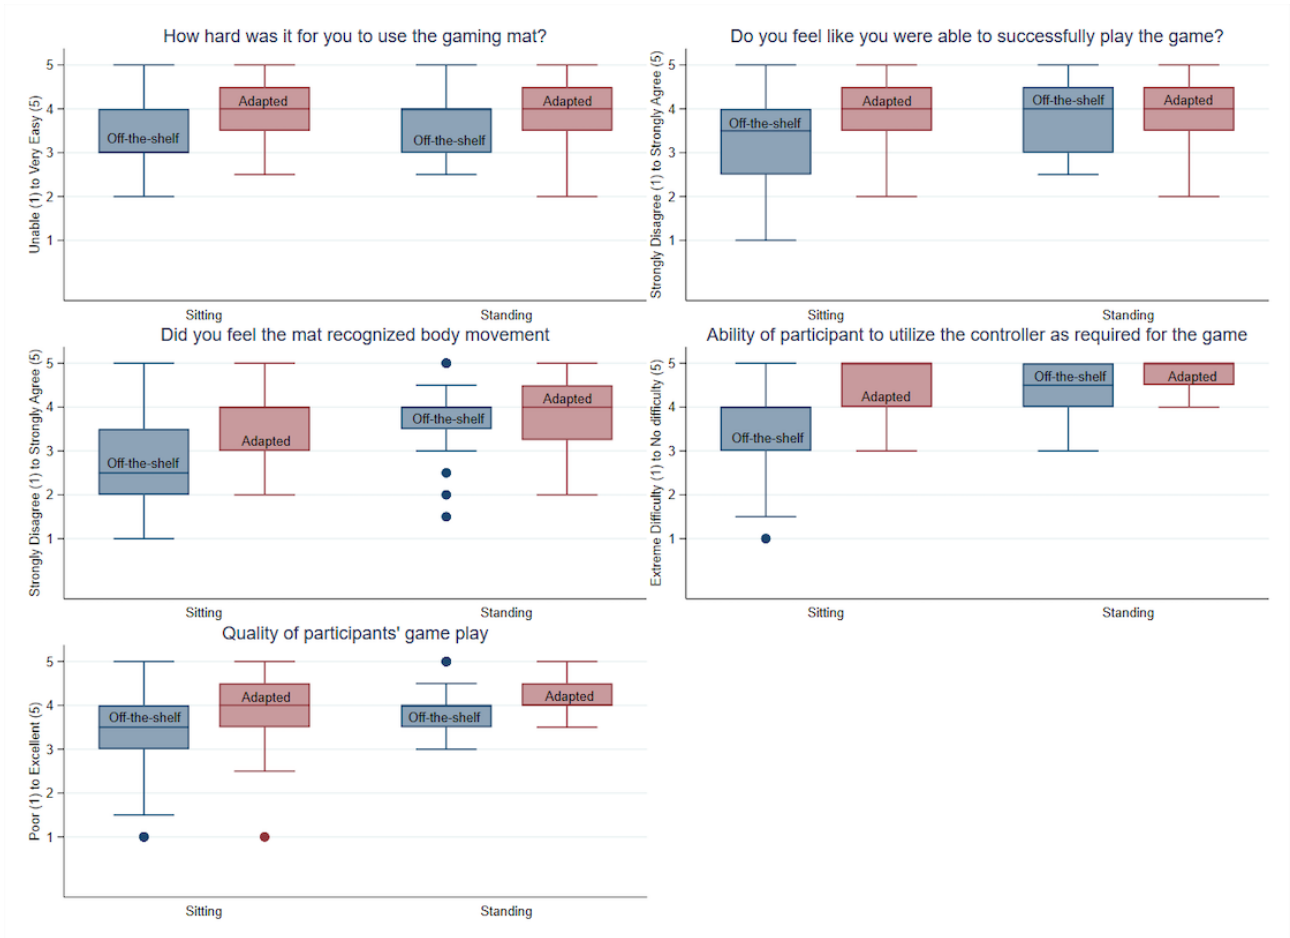 How hard was it for you to use the gaming mat?
Unable (1) to Very Easy (5)
5
4
3
2
1
Off-the-shelf
Adapted
Off-the-shelf
Adapted
Sitting
Standing
Do you feel like you were able to successfully play the game?
Strongly Disagree (1) to Strongly Agree (5)
5
4
3
2
1
Off-the-shelf
Adapted
Off-the-shelf
Adapted
Sitting
Standing
Did you feel the mat recognized body movement
Strongly Disagree (1) to Strongly Agree (5)
5
4
3
2
1
Off-the-shelf
Adapted
Off-the-shelf
Adapted
Sitting
Standing
Ability of participant to utilize the controller as required for the game
Extreme Difficulty (1) to No difficulty (5)
5
4
3
2
1
Off-the-shelf
Adapted
Off-the-shelf
Adapted
Sitting
Standing
Quality of participants' game play
Poor (1) to Excellent (5)
5
4
3
2
1
Off-the-shelf
Adapted
Off-the-shelf
Adapted
Sitting
Standing